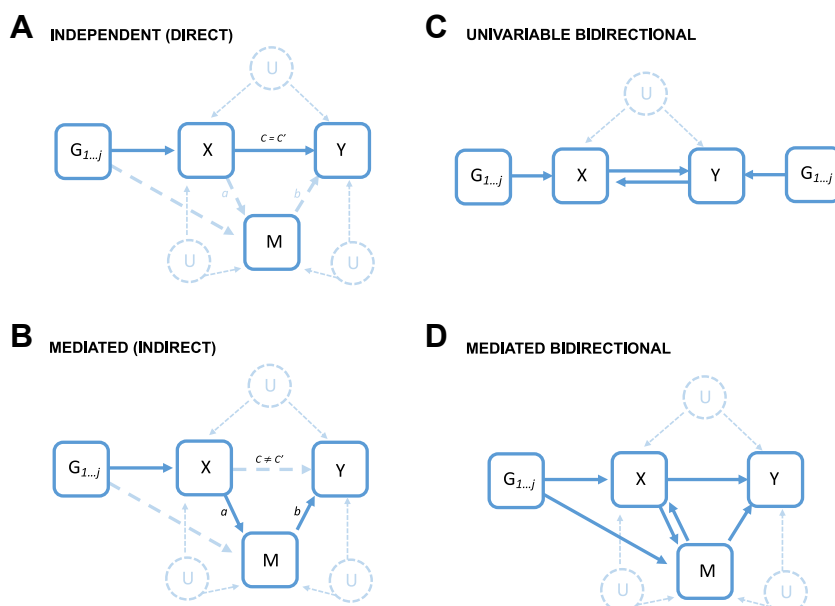 A INDEPENDENT (DIRECT)
U
G1...j X C = C' Y
a b
M
U U
B MEDIATED (INDIRECT)
U
G1...j X C ≠ C' Y
a b
M
U U
C UNIVARIABLE BIDIRECTIONAL
U
G1...j X Y G1...j
D MEDIATED BIDIRECTIONAL
U
G1...j X Y
M
U U